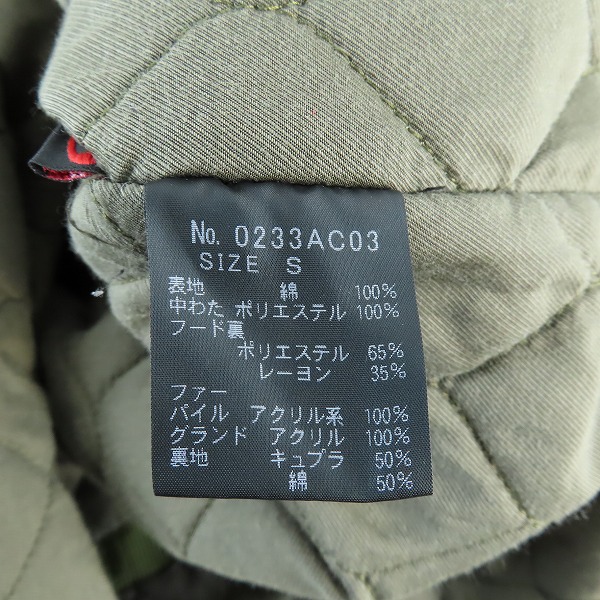 No. 0233AC03
SIZE S
表地 綿 100%
中わた ポリエステル 100%
フード裏
ポリエステル 65%
レーヨン 35%
ファー
パイル アクリル系 100%
グランド アクリル 100%
裏地 キュプラ 50%
綿 50%